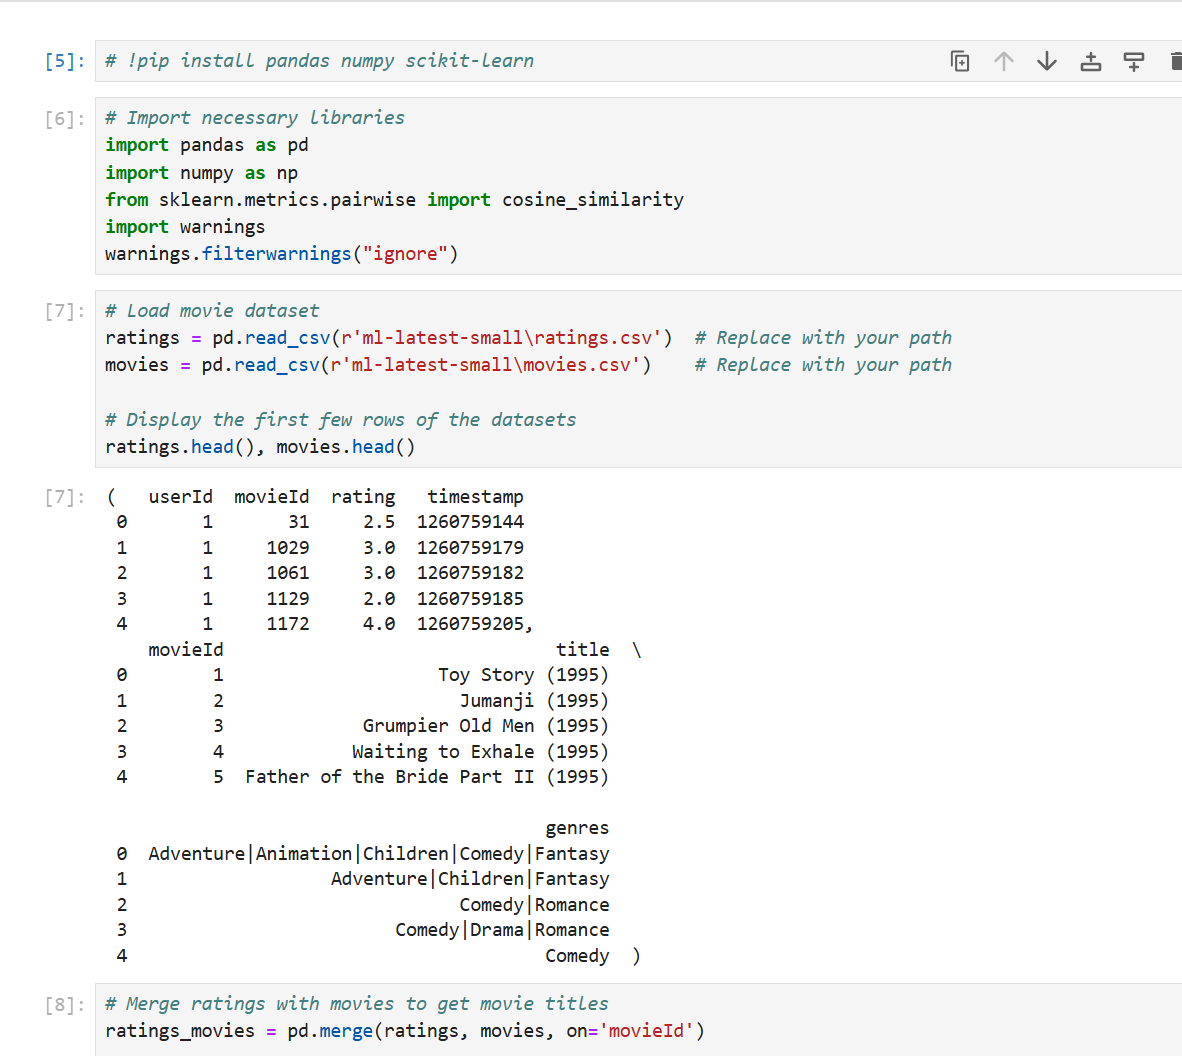 [5]: # !pip install pandas numpy scikit-learn
[6]: # Import necessary libraries
import pandas as pd
import numpy as np
from sklearn.metrics.pairwise import cosine_similarity
import warnings
warnings.filterwarnings("ignore")
[7]: # Load movie dataset
ratings = pd.read_csv(r'ml-latest-small\ratings.csv')  # Replace with your path
movies = pd.read_csv(r'ml-latest-small\movies.csv')    # Replace with your path
# Display the first few rows of the datasets
ratings.head(), movies.head()
[7]: (   userId  movieId  rating   timestamp
0       1       31     2.5  1260759144
1       1     1029     3.0  1260759179
2       1     1061     3.0  1260759182
3       1     1129     2.0  1260759185
4       1     1172     4.0  1260759205,
movieId                               title  \
0        1                    Toy Story (1995)
1        2                      Jumanji (1995)
2        3             Grumpier Old Men (1995)
3        4            Waiting to Exhale (1995)
4        5  Father of the Bride Part II (1995)
genres
0  Adventure|Animation|Children|Comedy|Fantasy
1                   Adventure|Children|Fantasy
2                               Comedy|Romance
3                         Comedy|Drama|Romance
4                                       Comedy  )
[8]: # Merge ratings with movies to get movie titles
ratings_movies = pd.merge(ratings, movies, on='movieId')